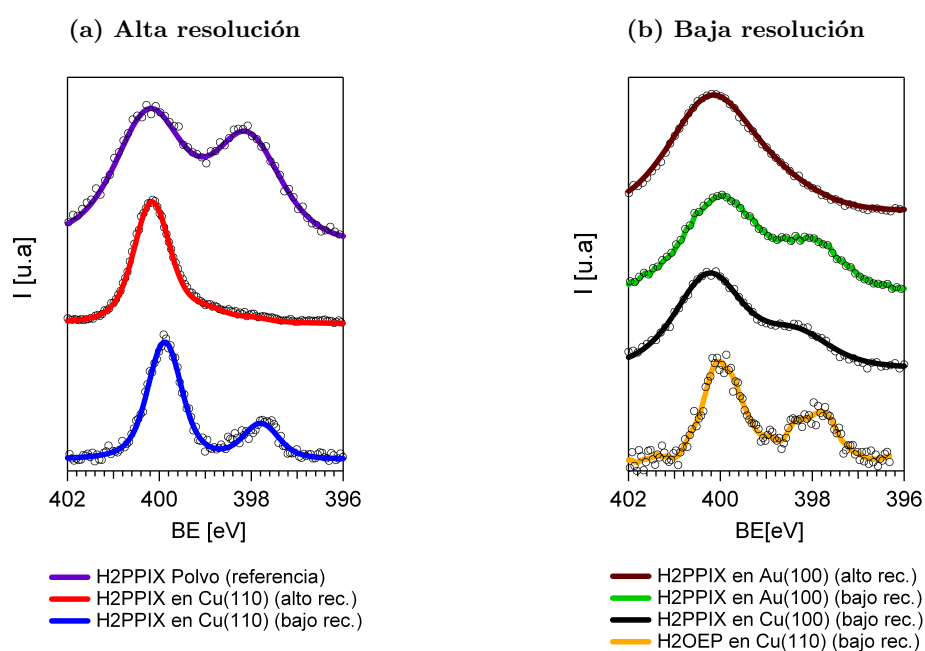 (a) Alta resolución
I [u.a]
402 400 398 396
BE [eV]
H2PPIX Polvo (referencia)
H2PPIX en Cu(110) (alto rec.)
H2PPIX en Cu(110) (bajo rec.)
(b) Baja resolución
I [u.a]
402 400 398 396
BE[eV]
H2PPIX en Au(100) (alto rec.)
H2PPIX en Au(100) (bajo rec.)
H2PPIX en Cu(100) (bajo rec.)
H2OEP en Cu(110) (bajo rec.)